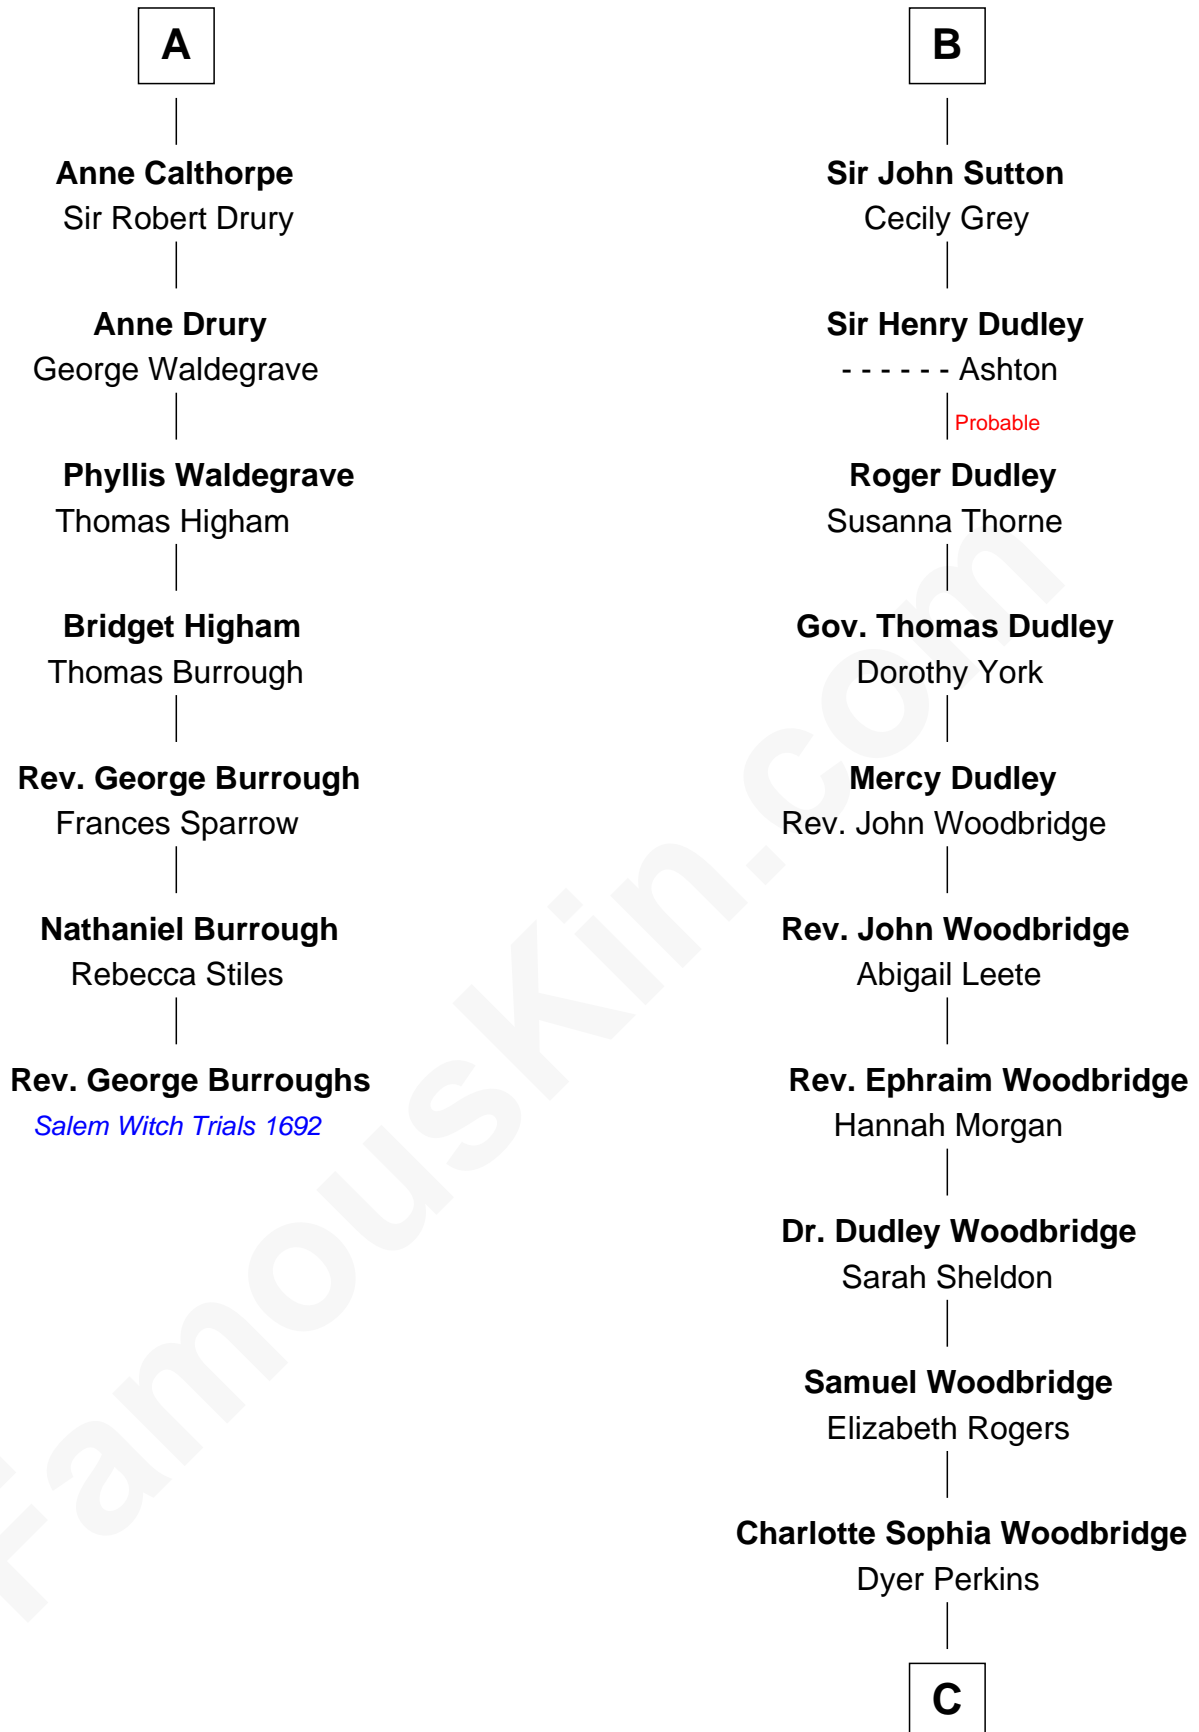 A
Anne Calthorpe
Sir Robert Drury
Anne Drury
George Waldegrave
Phyllis Waldegrave
Thomas Higham
Bridget Higham
Thomas Burrough
Rev. George Burrough
Frances Sparrow
Nathaniel Burrough
Rebecca Stiles
Rev. George Burroughs
Salem Witch Trials 1692
B
Sir John Sutton
Cecily Grey
Sir Henry Dudley
- - - - - - Ashton
Probable
Roger Dudley
Susanna Thorne
Gov. Thomas Dudley
Dorothy York
Mercy Dudley
Rev. John Woodbridge
Rev. John Woodbridge
Abigail Leete
Rev. Ephraim Woodbridge
Hannah Morgan
Dr. Dudley Woodbridge
Sarah Sheldon
Samuel Woodbridge
Elizabeth Rogers
Charlotte Sophia Woodbridge
Dyer Perkins
C
FamousKin.com